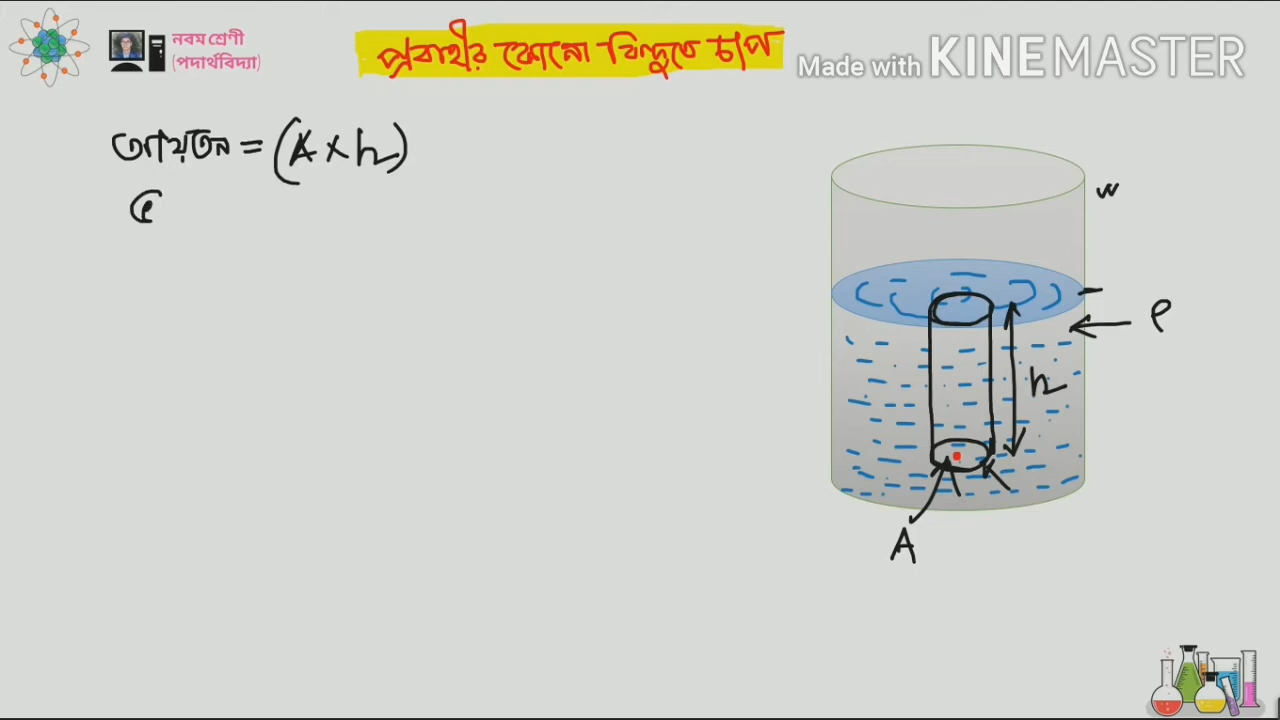 নবম শ্রেণী
(পদার্থবিদ্যা)
প্রবাহীর কোনো বিন্দুতে চাপ
Made with KINEMASTER
আয়তন = (A × h)
w
ρ
h
A